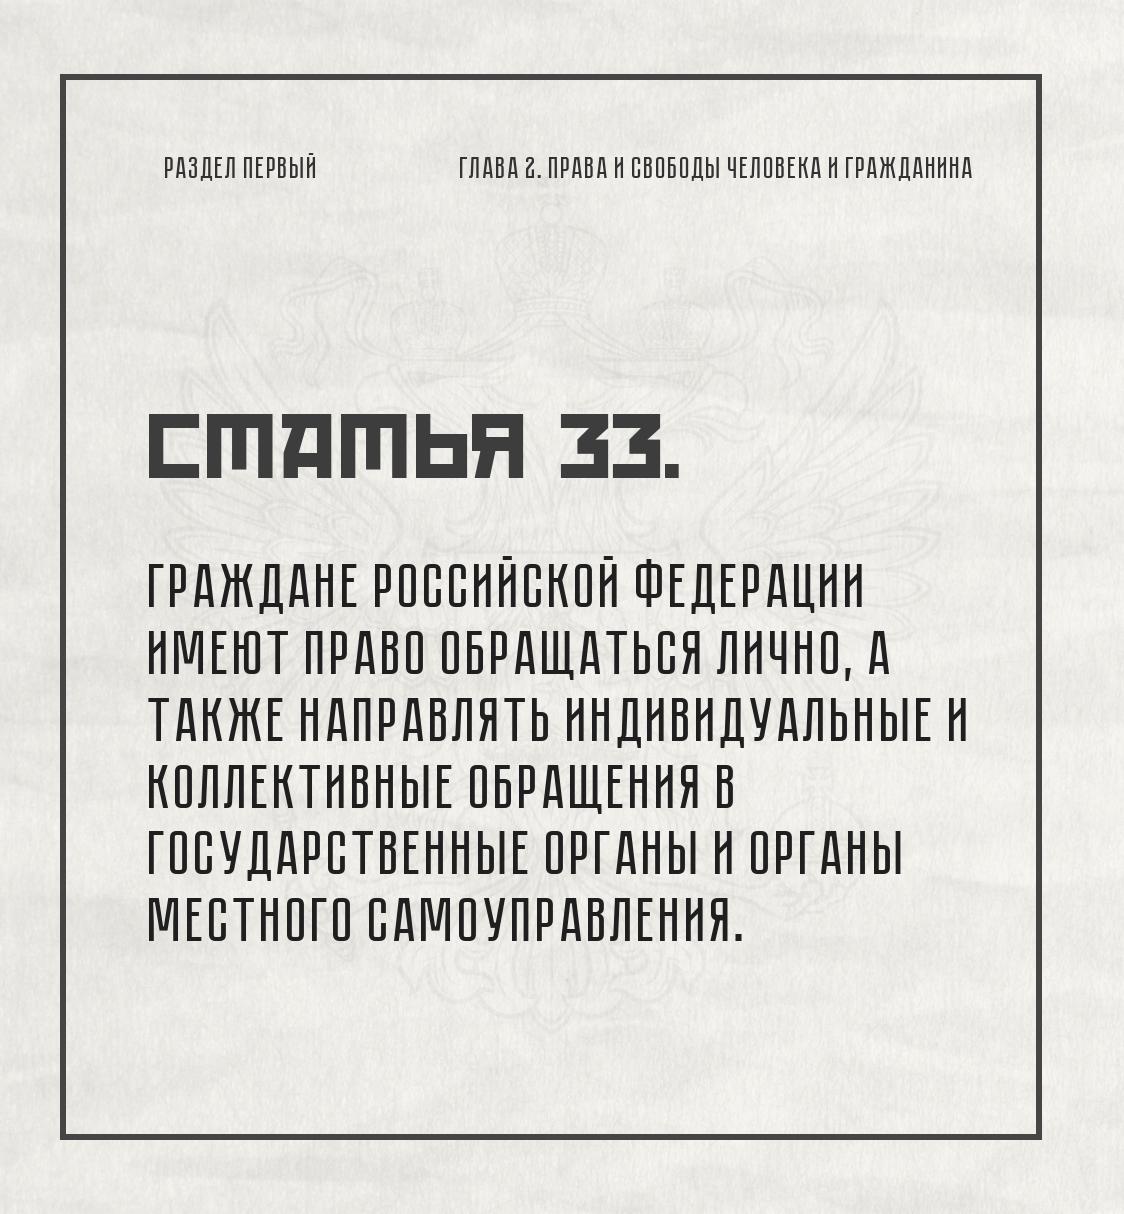 РАЗДЕЛ ПЕРВЫЙ
ГЛАВА 2. ПРАВА И СВОБОДЫ ЧЕЛОВЕКА И ГРАЖДАНИНА
СТАТЬЯ 33.
ГРАЖДАНЕ РОССИЙСКОЙ ФЕДЕРАЦИИ
ИМЕЮТ ПРАВО ОБРАЩАТЬСЯ ЛИЧНО, А
ТАКЖЕ НАПРАВЛЯТЬ ИНДИВИДУАЛЬНЫЕ И
КОЛЛЕКТИВНЫЕ ОБРАЩЕНИЯ В
ГОСУДАРСТВЕННЫЕ ОРГАНЫ И ОРГАНЫ
МЕСТНОГО САМОУПРАВЛЕНИЯ.